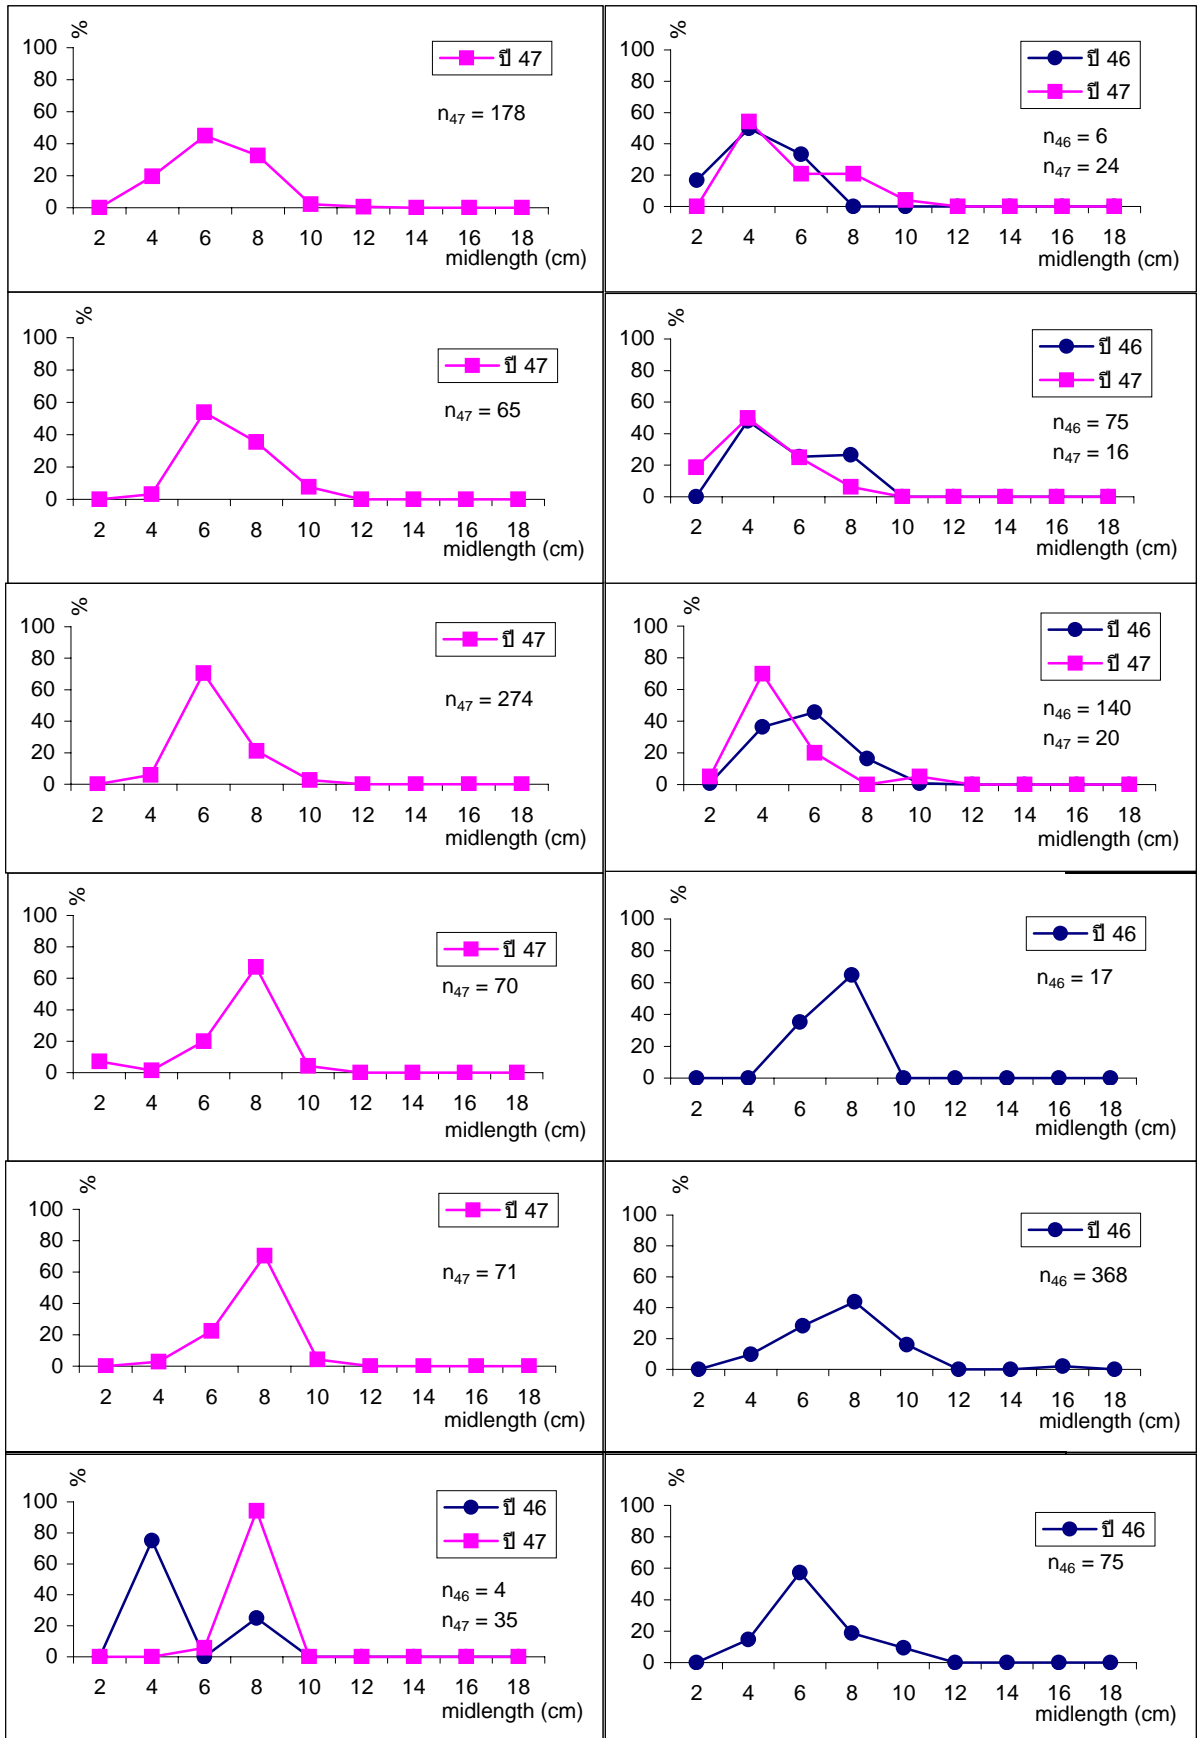 %
100
80
60
40
20
0
2 4 6 8 10 12 14 16 18
midlength (cm)
ปี 47
n47 = 178
%
100
80
60
40
20
0
2 4 6 8 10 12 14 16 18
midlength (cm)
ปี 46
ปี 47
n46 = 6
n47 = 24
%
100
80
60
40
20
0
2 4 6 8 10 12 14 16 18
midlength (cm)
ปี 47
n47 = 65
%
100
80
60
40
20
0
2 4 6 8 10 12 14 16 18
midlength (cm)
ปี 46
ปี 47
n46 = 75
n47 = 16
%
100
80
60
40
20
0
2 4 6 8 10 12 14 16 18
midlength (cm)
ปี 47
n47 = 274
%
100
80
60
40
20
0
2 4 6 8 10 12 14 16 18
midlength (cm)
ปี 46
ปี 47
n46 = 140
n47 = 20
%
100
80
60
40
20
0
2 4 6 8 10 12 14 16 18
midlength (cm)
ปี 47
n47 = 70
%
100
80
60
40
20
0
2 4 6 8 10 12 14 16 18
midlength (cm)
ปี 46
n46 = 17
%
100
80
60
40
20
0
2 4 6 8 10 12 14 16 18
midlength (cm)
ปี 47
n47 = 71
%
100
80
60
40
20
0
2 4 6 8 10 12 14 16 18
midlength (cm)
ปี 46
n46 = 368
%
100
80
60
40
20
0
2 4 6 8 10 12 14 16 18
midlength (cm)
ปี 46
ปี 47
n46 = 4
n47 = 35
%
100
80
60
40
20
0
2 4 6 8 10 12 14 16 18
midlength (cm)
ปี 46
n46 = 75